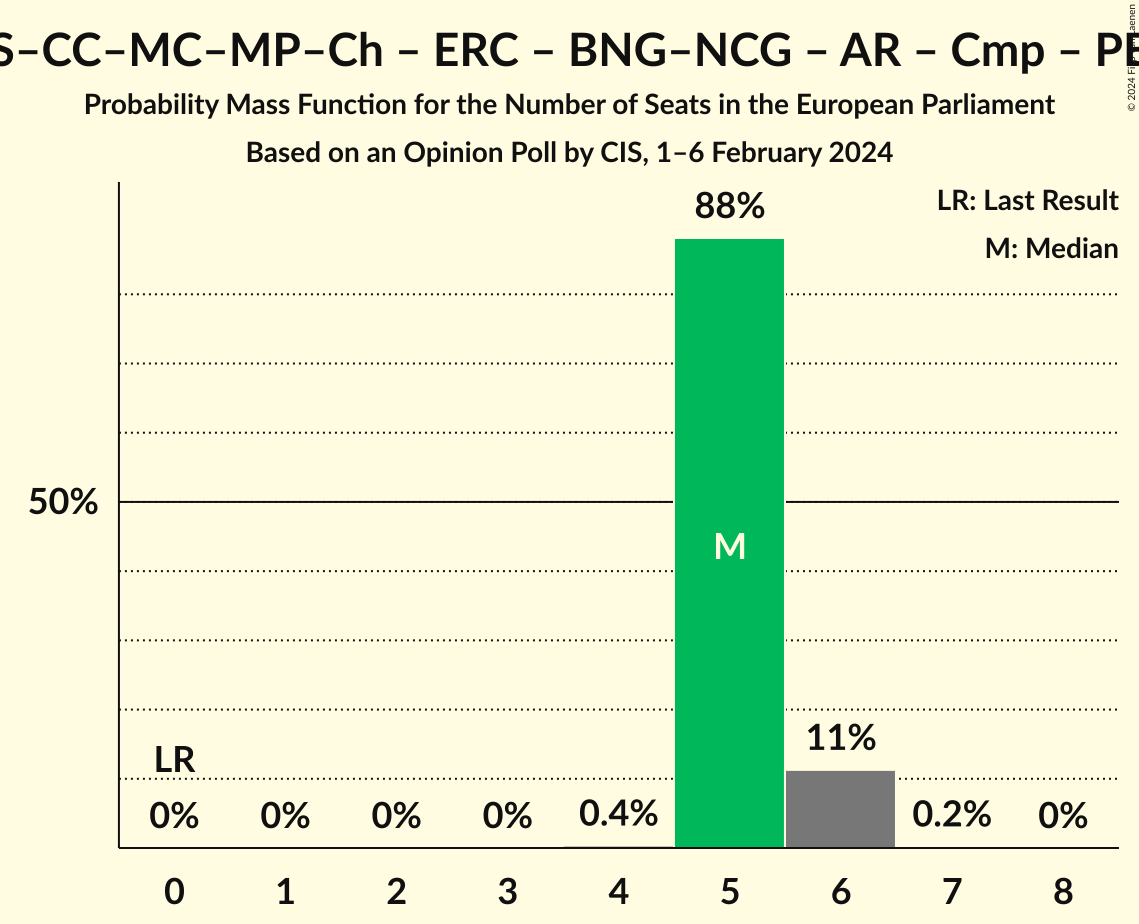 S–CC–MC–MP–Ch – ERC – BNG–NCG – AR – Cmp –
Probability Mass Function for the Number of Seats in the European Parliament
Based on an Opinion Poll by CIS, 1–6 February 2024
© 2024
LR: Last Result
M: Median
88%
50%
M
LR
11%
0% 0% 0% 0% 0.4% 0.2% 0%
0 1 2 3 4 5 6 7 8